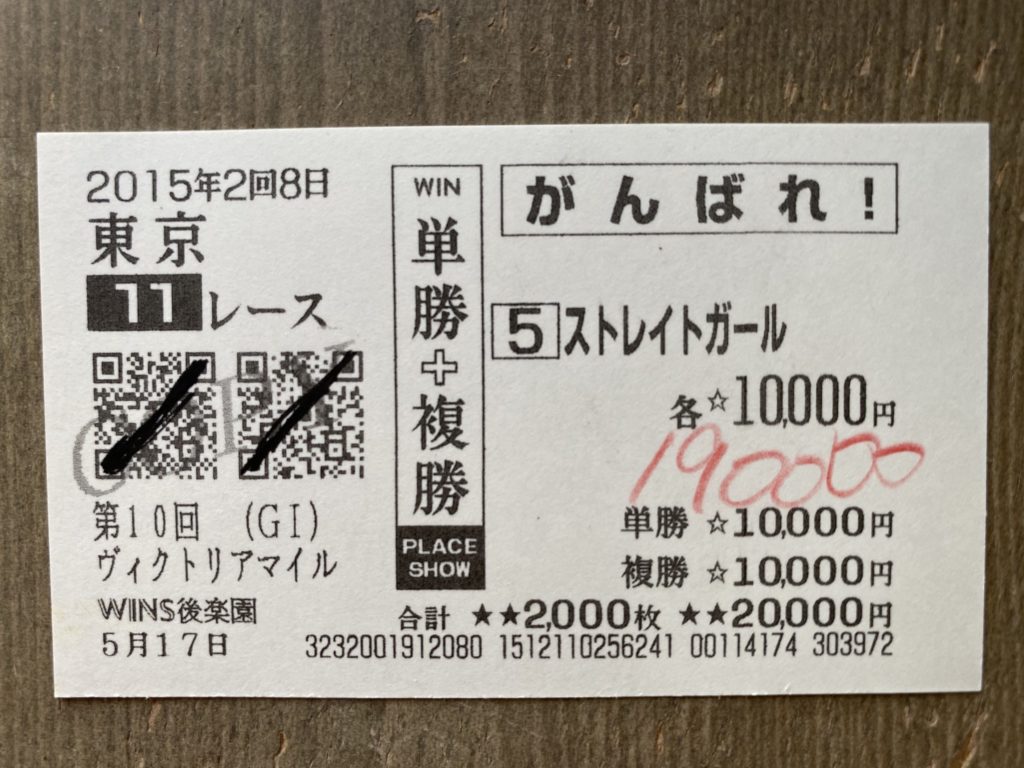 2015年2回8日
東京
11レース
COPY
第10回 (GI)
ヴィクトリアマイル
WINS後楽園
5月17日
WIN
単勝+複勝
PLACE
SHOW
がんばれ!
5 ストレイトガール
各☆10,000円
190000
単勝 ☆10,000円
複勝 ☆10,000円
合計 ★★2,000枚 ★★20,000円
3232001912080 1512110256241 00114174 303972